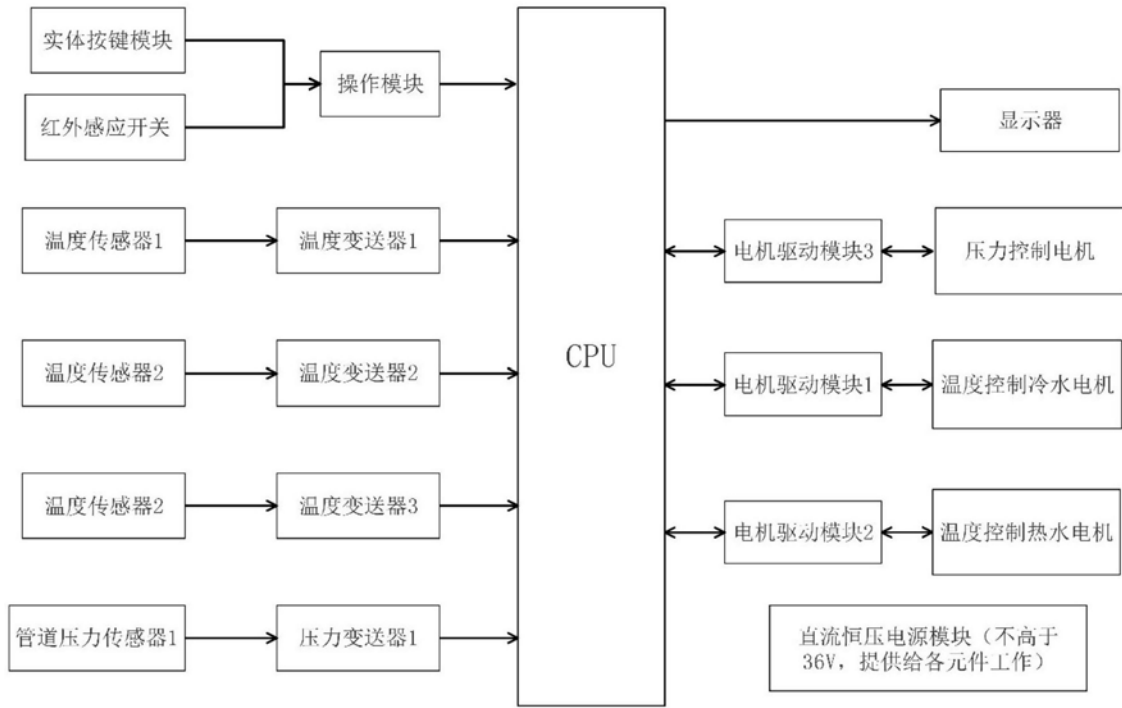 实体按键模块
红外感应开关
操作模块
显示器
温度传感器1
温度变送器1
电机驱动模块3
压力控制电机
CPU
温度传感器2
温度变送器2
电机驱动模块1
温度控制冷水电机
温度传感器2
温度变送器3
电机驱动模块2
温度控制热水电机
管道压力传感器1
压力变送器1
直流恒压电源模块（不高于
36V，提供给各元件工作）